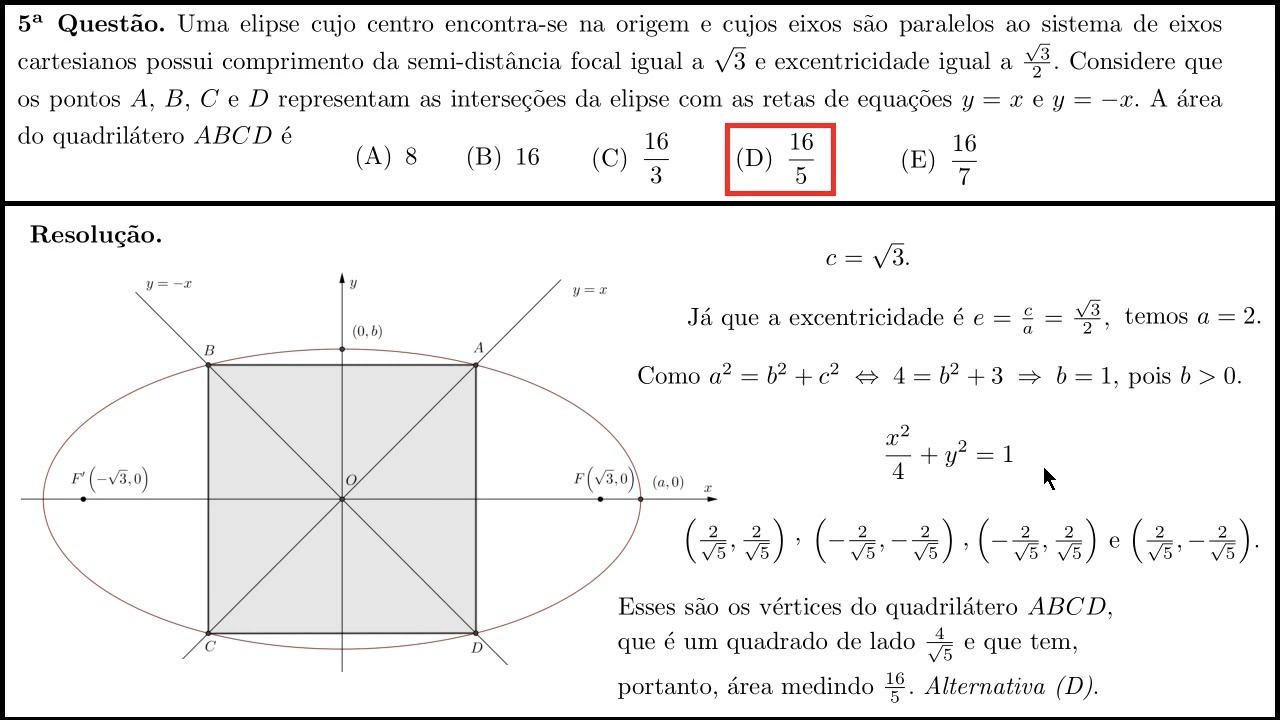 5ª Questão. Uma elipse cujo centro encontra-se na origem e cujos eixos são paralelos ao sistema de eixos
cartesianos possui comprimento da semi-distância focal igual a √3 e excentricidade igual a √3/2. Considere que
os pontos A, B, C e D representam as interseções da elipse com as retas de equações y = x e y = −x. A área
do quadrilátero ABCD é
(A) 8 (B) 16 (C) 16/3 (D) 16/5 (E) 16/7
Resolução.
y = −x
y
y = x
(0, b)
B
A
F′(−√3, 0)
O
F(√3, 0)
(a, 0)
x
C
D
c = √3.
Já que a excentricidade é e = c/a = √3/2, temos a = 2.
Como a² = b² + c² ⇔ 4 = b² + 3 ⇒ b = 1, pois b > 0.
x²/4 + y² = 1
(2/√5, 2/√5) , (−2/√5, −2/√5) , (−2/√5, 2/√5) e (2/√5, −2/√5).
Esses são os vértices do quadrilátero ABCD,
que é um quadrado de lado 4/√5 e que tem,
portanto, área medindo 16/5. Alternativa (D).